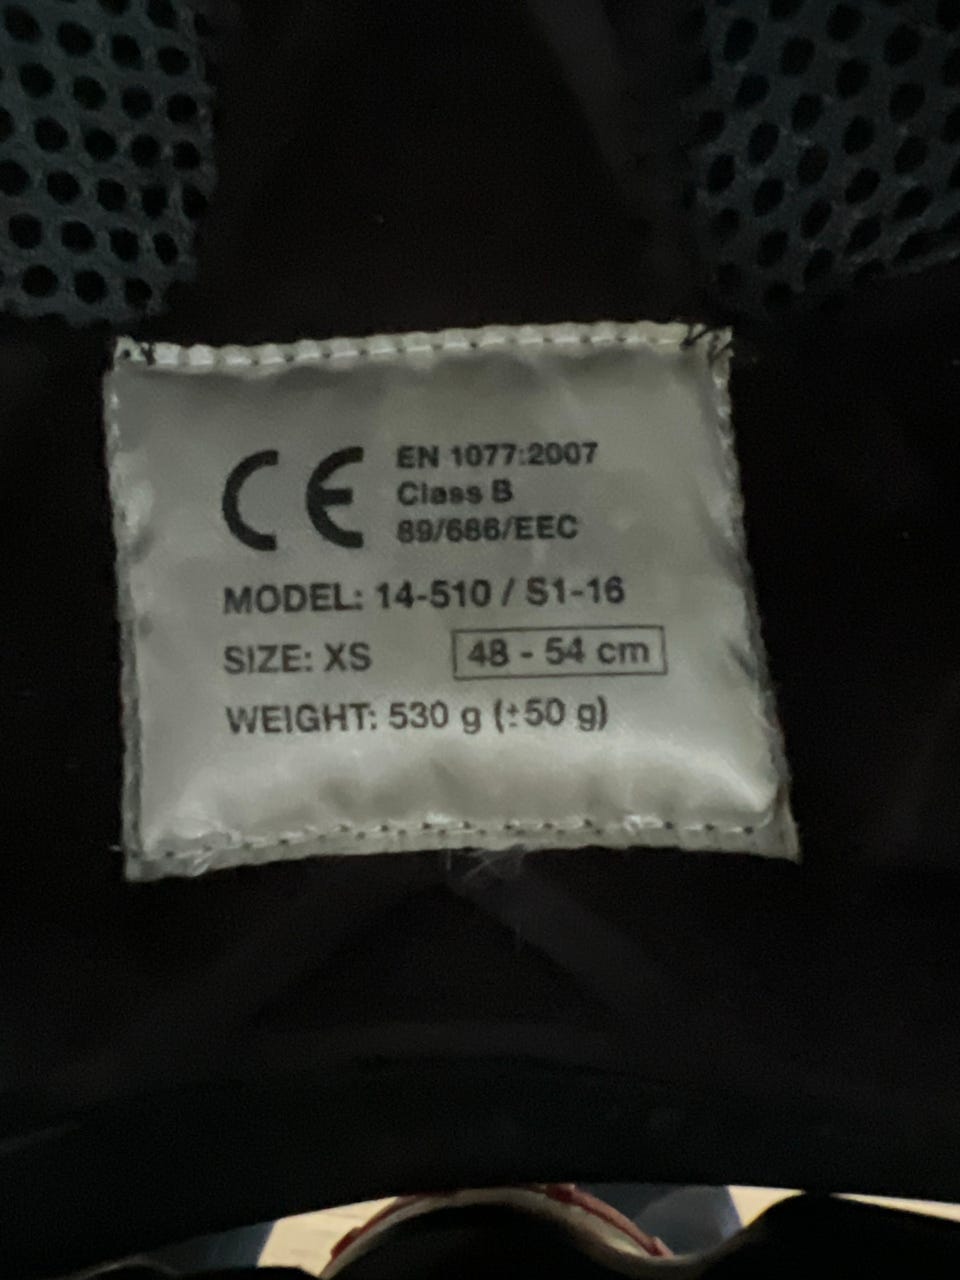 CE EN 1077:2007
Class B
89/686/EEC
MODEL: 14-510 / S1-16
SIZE: XS 48 - 54 cm
WEIGHT: 530 g (±50 g)